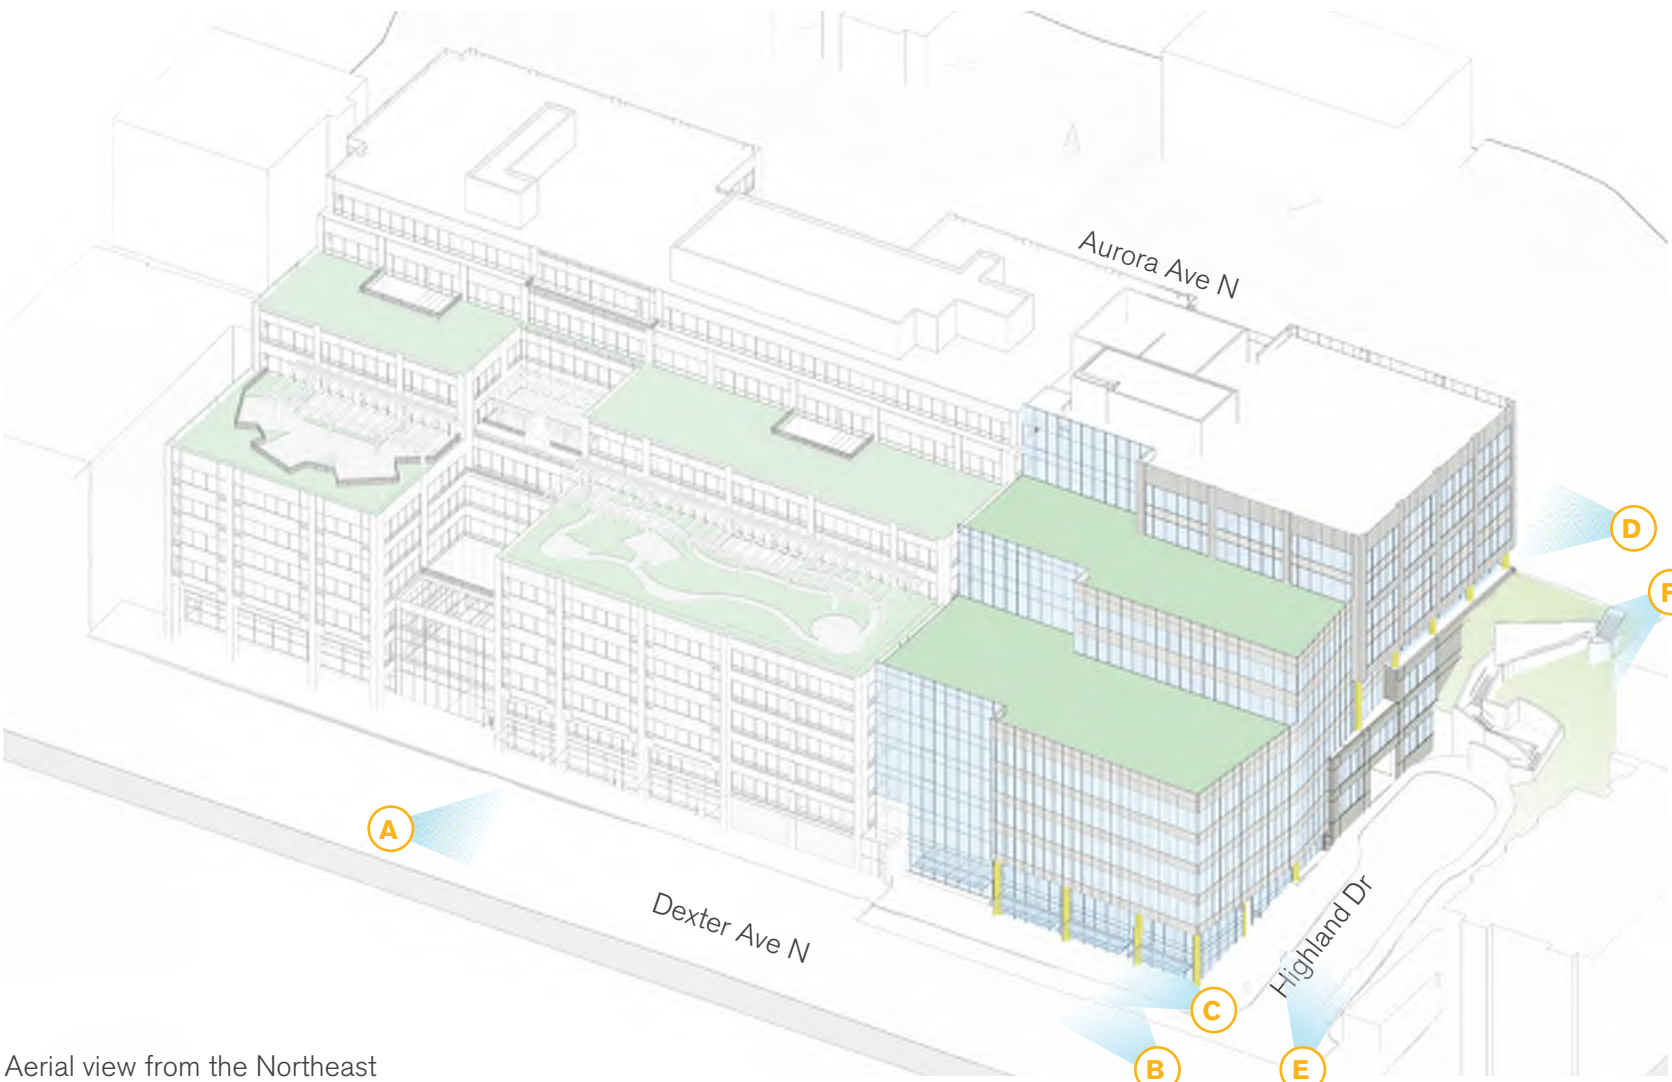 Aurora Ave N
D
F
A
Dexter Ave N
Highland Dr
C
B
E
Aerial view from the Northeast